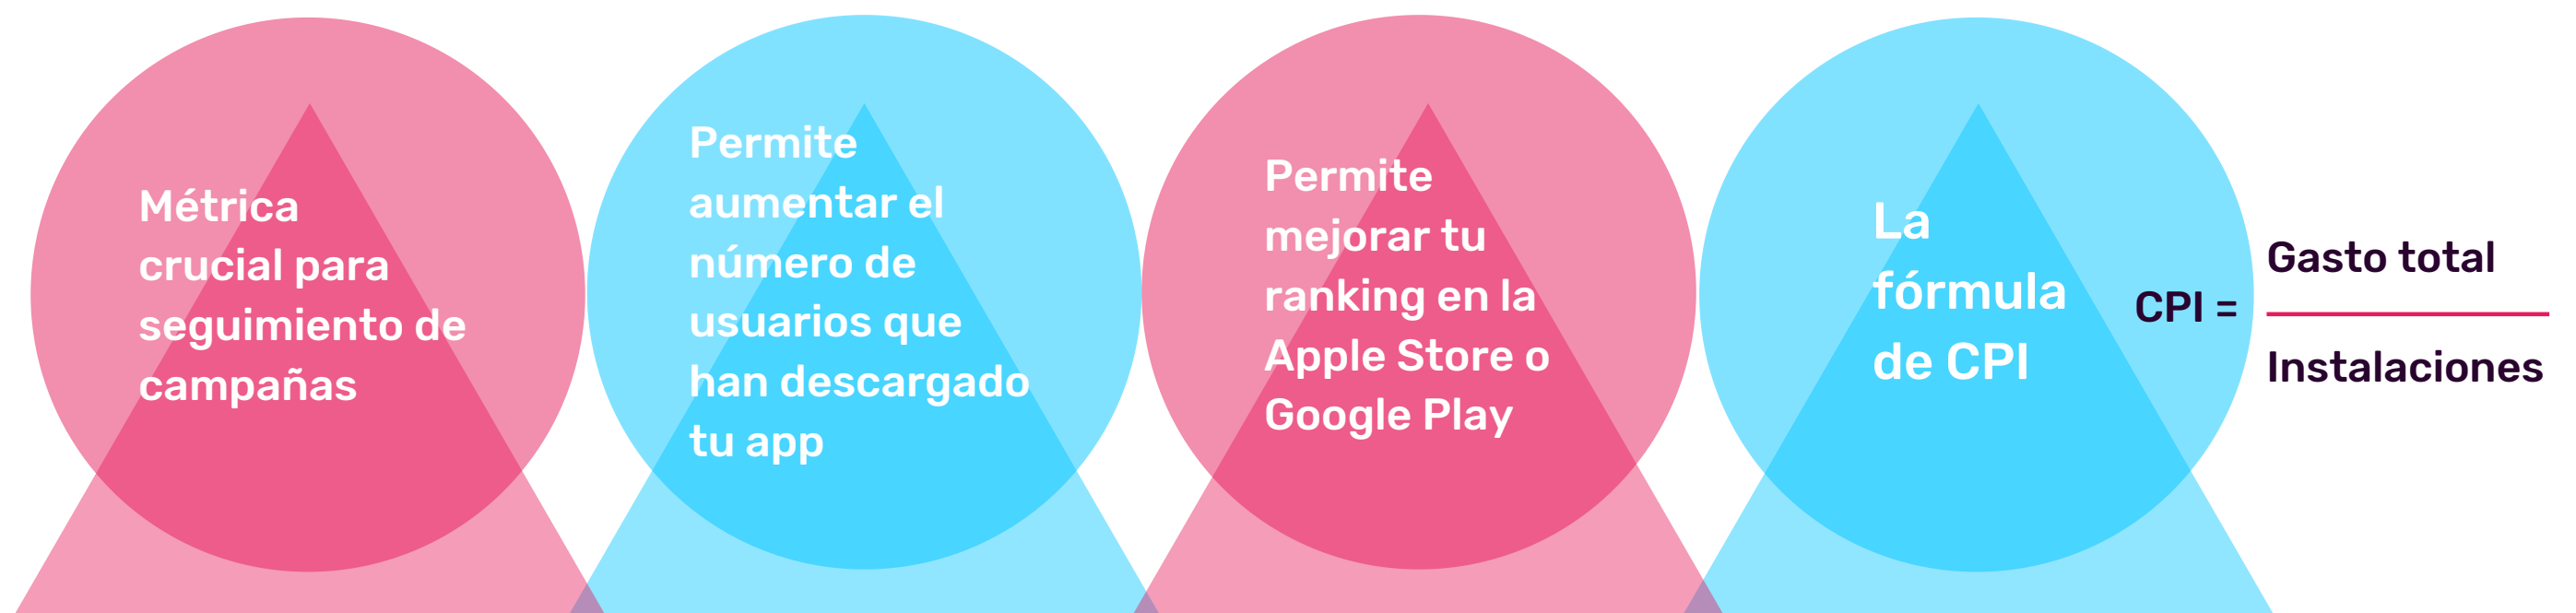 Métrica
crucial para
seguimiento de
campañas
Permite
aumentar el
número de
usuarios que
han descargado
tu app
Permite
mejorar tu
ranking en la
Apple Store o
Google Play
La
fórmula
de CPI
CPI =
Gasto total
Instalaciones